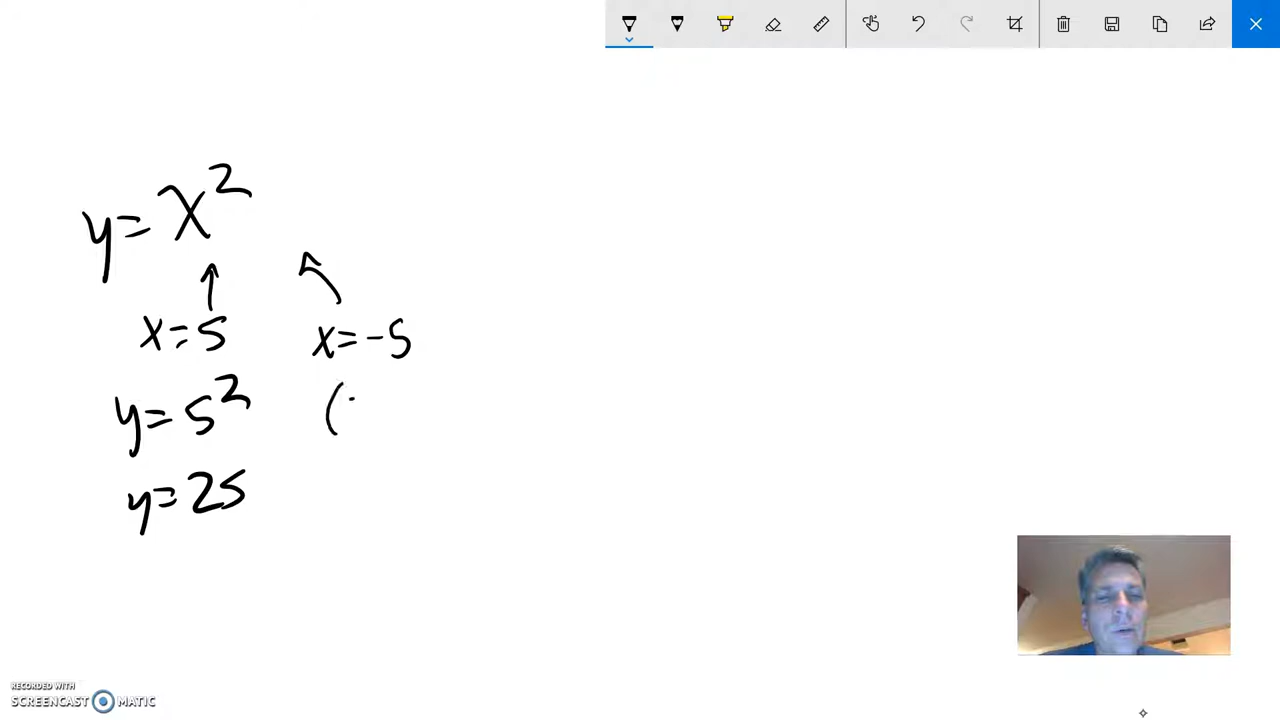 y = x²
x = 5
x = -5
y = 5²
(
y = 25
RECORDED WITH
SCREENCAST MATIC